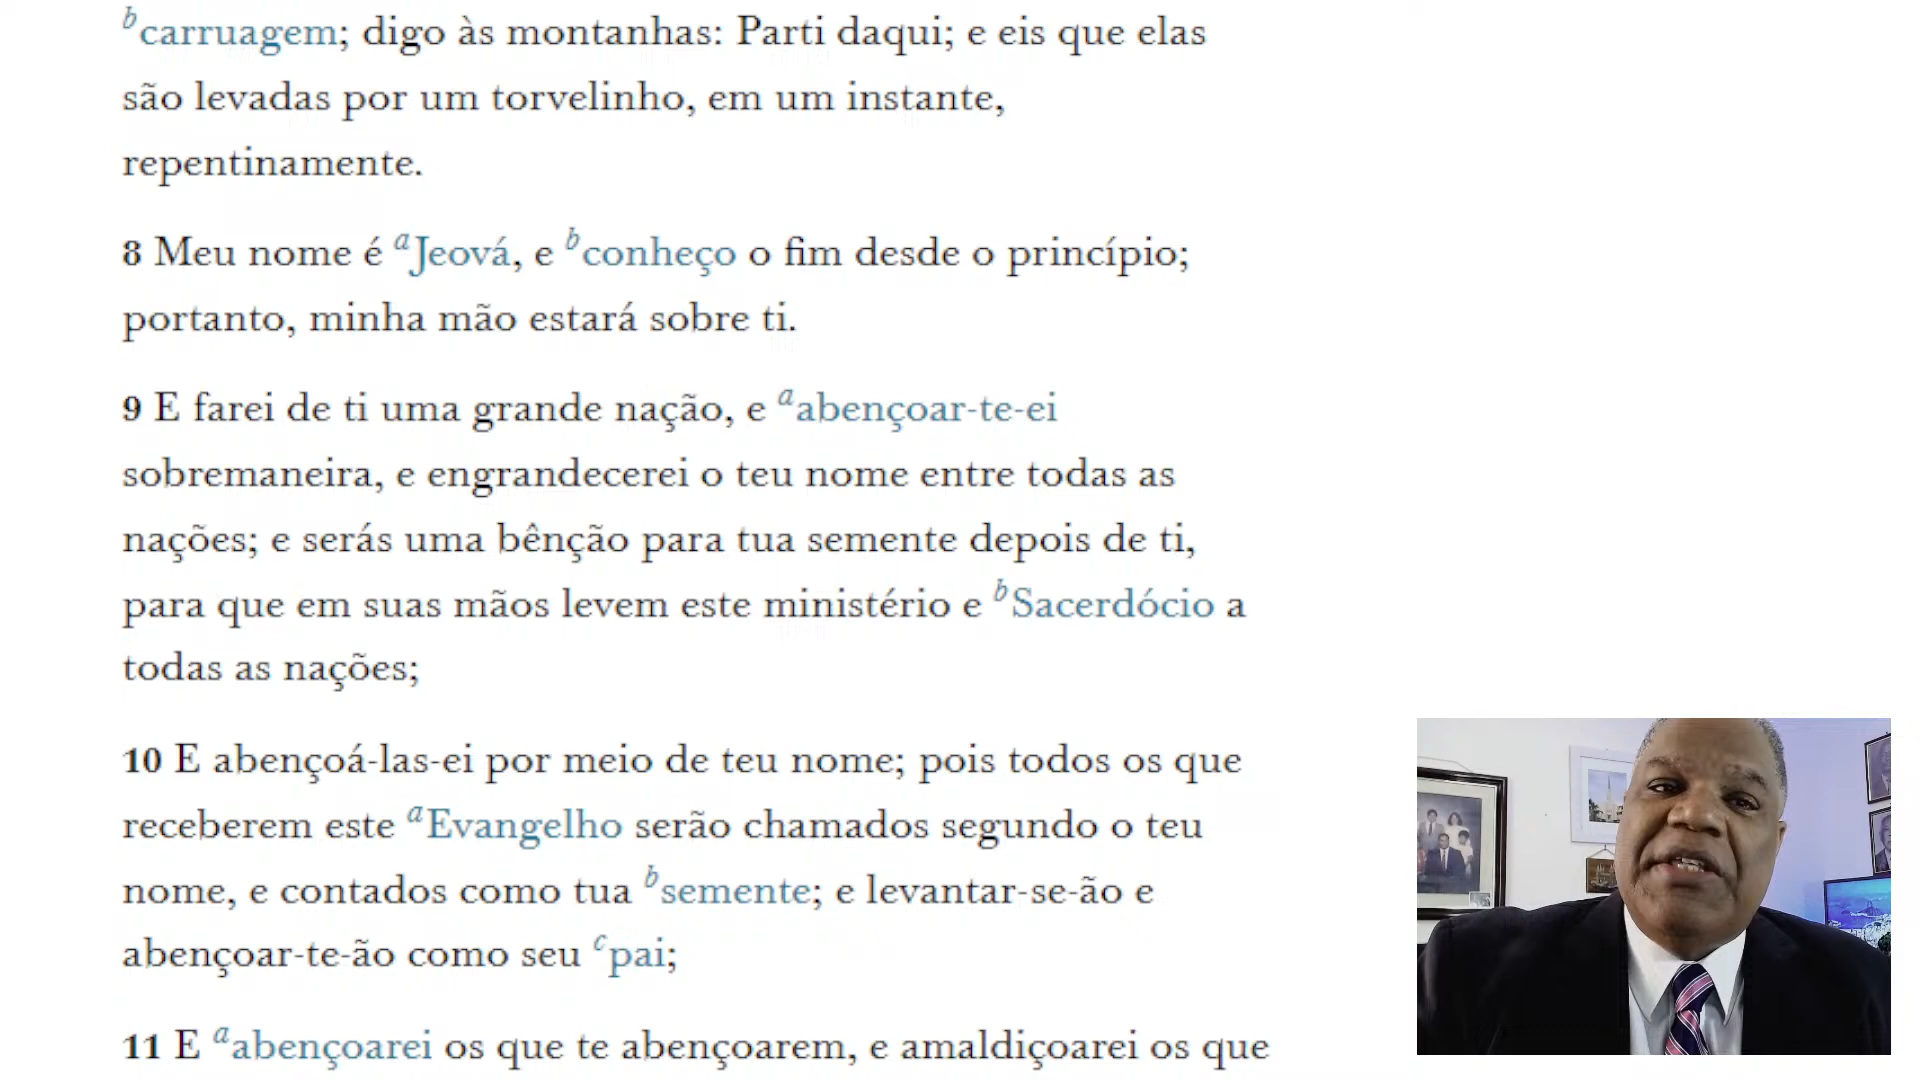 bcarruagem; digo às montanhas: Parti daqui; e eis que elas
são levadas por um torvelinho, em um instante,
repentinamente.
8 Meu nome é aJeová, e bconheço o fim desde o princípio;
portanto, minha mão estará sobre ti.
9 E farei de ti uma grande nação, e aabençoar-te-ei
sobremaneira, e engrandecerei o teu nome entre todas as
nações; e serás uma bênção para tua semente depois de ti,
para que em suas mãos levem este ministério e bSacerdócio a
todas as nações;
10 E abençoá-las-ei por meio de teu nome; pois todos os que
receberem este aEvangelho serão chamados segundo o teu
nome, e contados como tua bsemente; e levantar-se-ão e
abençoar-te-ão como seu cpai;
11 E aabençoarei os que te abençoarem, e amaldiçoarei os que